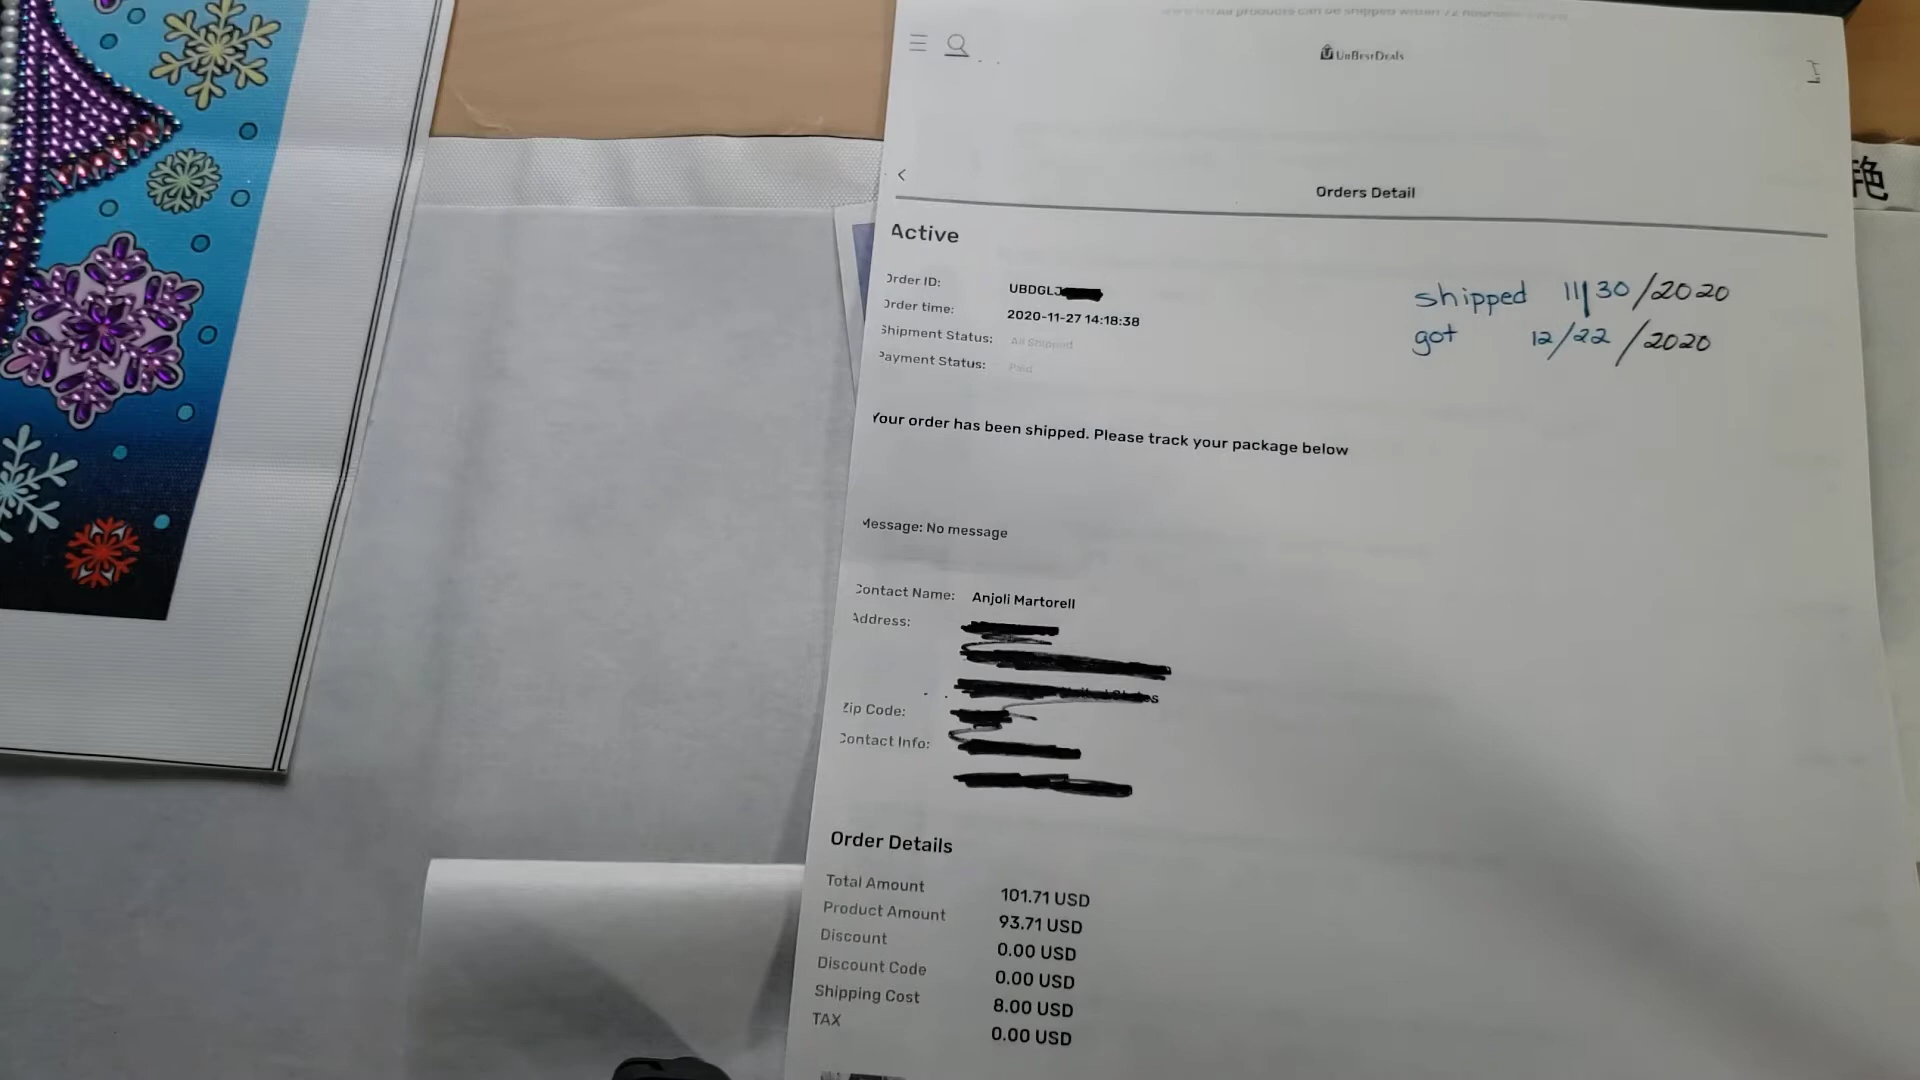 UnBestDeals
Orders Detail
Active
Order ID: UBDGLJ
Order time: 2020-11-27 14:18:38
Shipment Status: All Shipped
Payment Status: Paid
shipped 11/30/2020
got 12/22/2020
Your order has been shipped. Please track your package below
Message: No message
Contact Name: Anjoli Martorell
Address:
Zip Code:
Contact Info:
Order Details
Total Amount 101.71 USD
Product Amount 93.71 USD
Discount 0.00 USD
Discount Code 0.00 USD
Shipping Cost 8.00 USD
TAX 0.00 USD
艳